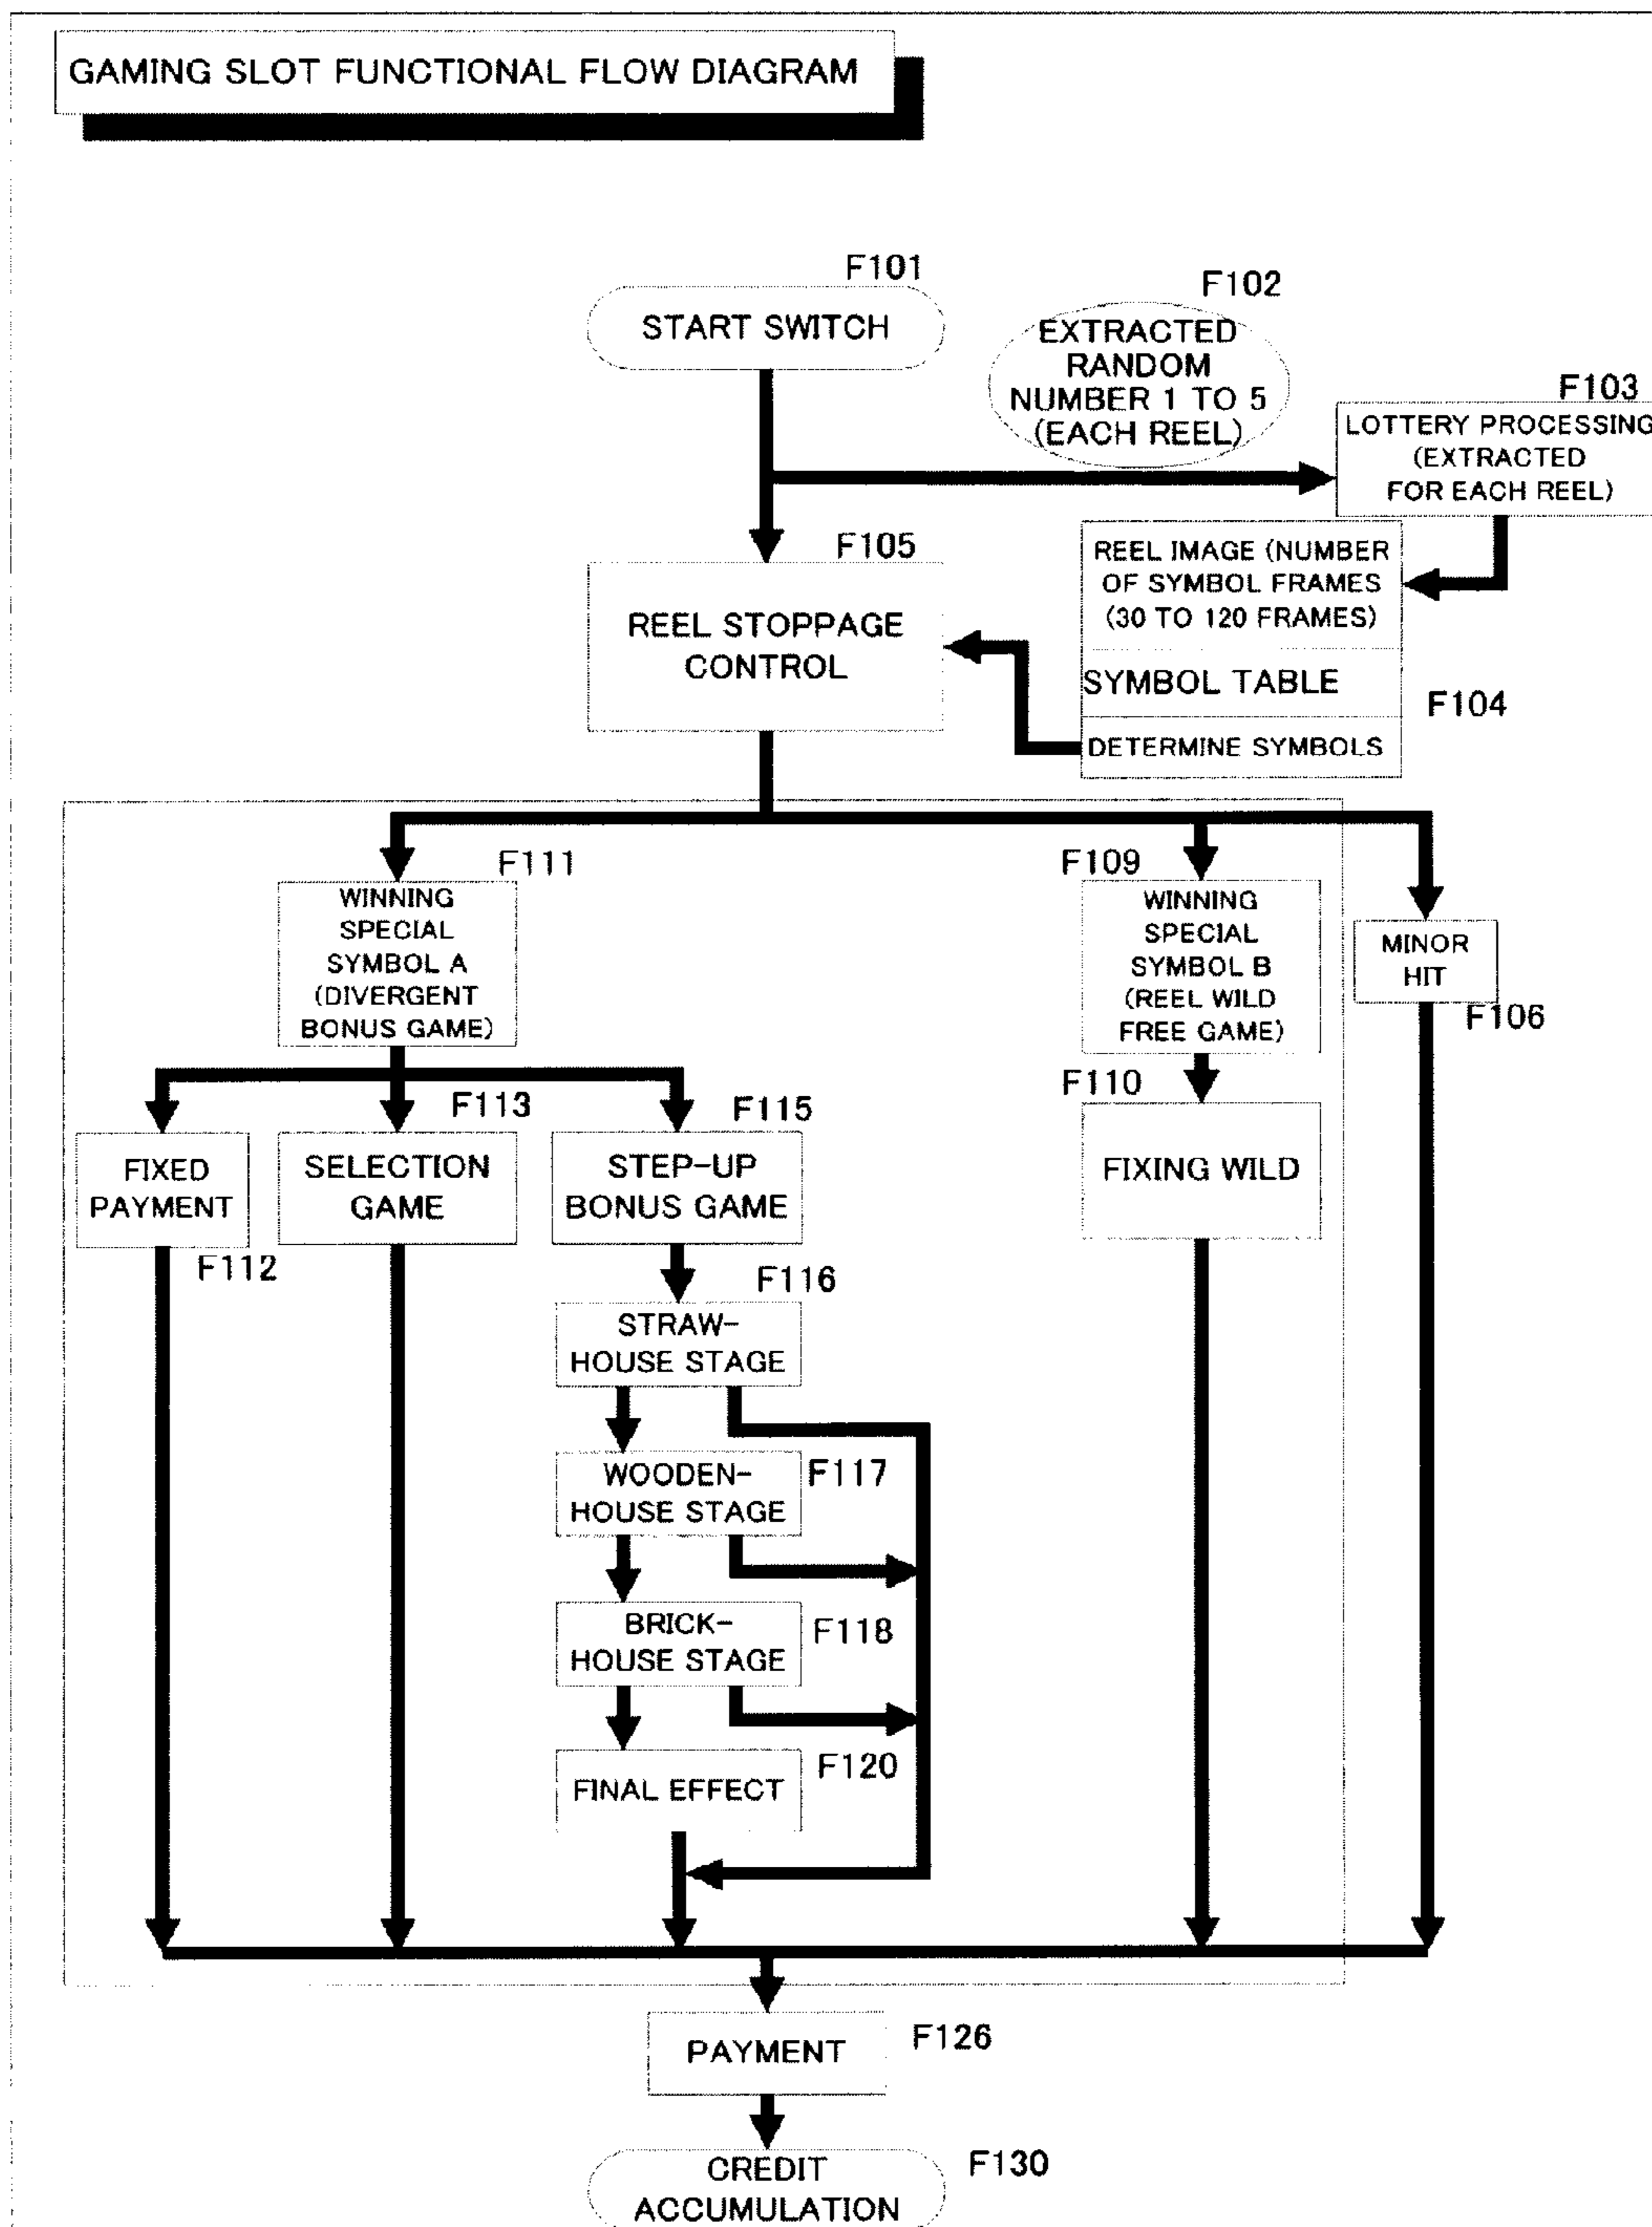 GAMING SLOT FUNCTIONAL FLOW DIAGRAM
F101
START SWITCH
F102
EXTRACTED
RANDOM
NUMBER 1 TO 5
(EACH REEL)
F103
LOTTERY PROCESSING
(EXTRACTED
FOR EACH REEL)
F105
REEL STOPPAGE
CONTROL
REEL IMAGE (NUMBER
OF SYMBOL FRAMES
(30 TO 120 FRAMES)
SYMBOL TABLE
F104
DETERMINE SYMBOLS
F111
WINNING
SPECIAL
SYMBOL A
(DIVERGENT
BONUS GAME)
F109
WINNING
SPECIAL
SYMBOL B
(REEL WILD
FREE GAME)
MINOR
HIT
F106
F110
FIXING WILD
F113
F115
FIXED
PAYMENT
F112
SELECTION
GAME
STEP-UP
BONUS GAME
F116
STRAW-
HOUSE STAGE
WOODEN-
HOUSE STAGE
F117
BRICK-
HOUSE STAGE
F118
F120
FINAL EFFECT
PAYMENT
F126
CREDIT
ACCUMULATION
F130